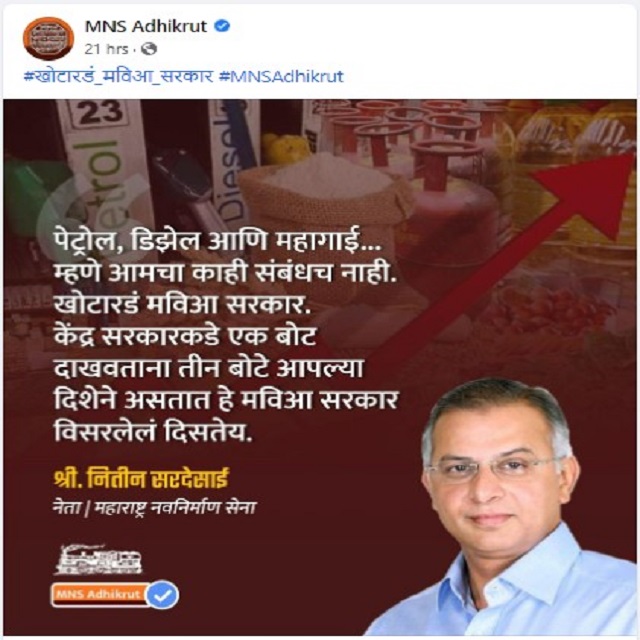 MNS Adhikrut
21 hrs ·
#खोटारडं_मविआ_सरकार #MNSAdhikrut
23
Petrol
Diesel
पेट्रोल, डिझेल आणि महागाई...
म्हणे आमचा काही संबंधच नाही.
खोटारडं मविआ सरकार.
केंद्र सरकारकडे एक बोट
दाखवताना तीन बोटे आपल्या
दिशेने असतात हे मविआ सरकार
विसरलेलं दिसतेय.
श्री. नितीन सरदेसाई
नेता | महाराष्ट्र नवनिर्माण सेना
MNS Adhikrut